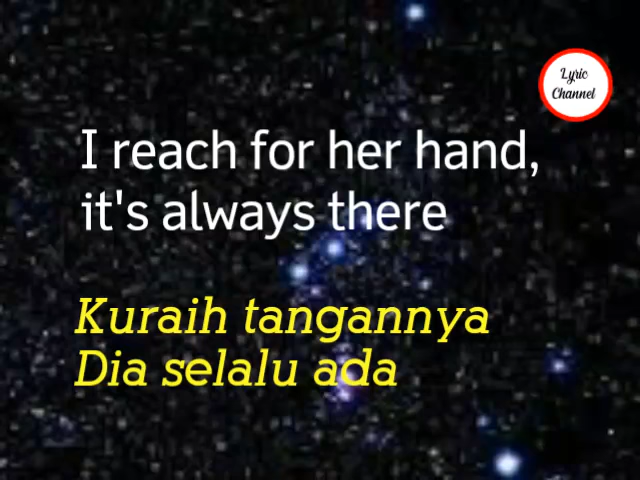 Lyric
Channel
I reach for her hand,
it's always there
Kuraih tangannya
Dia selalu ada